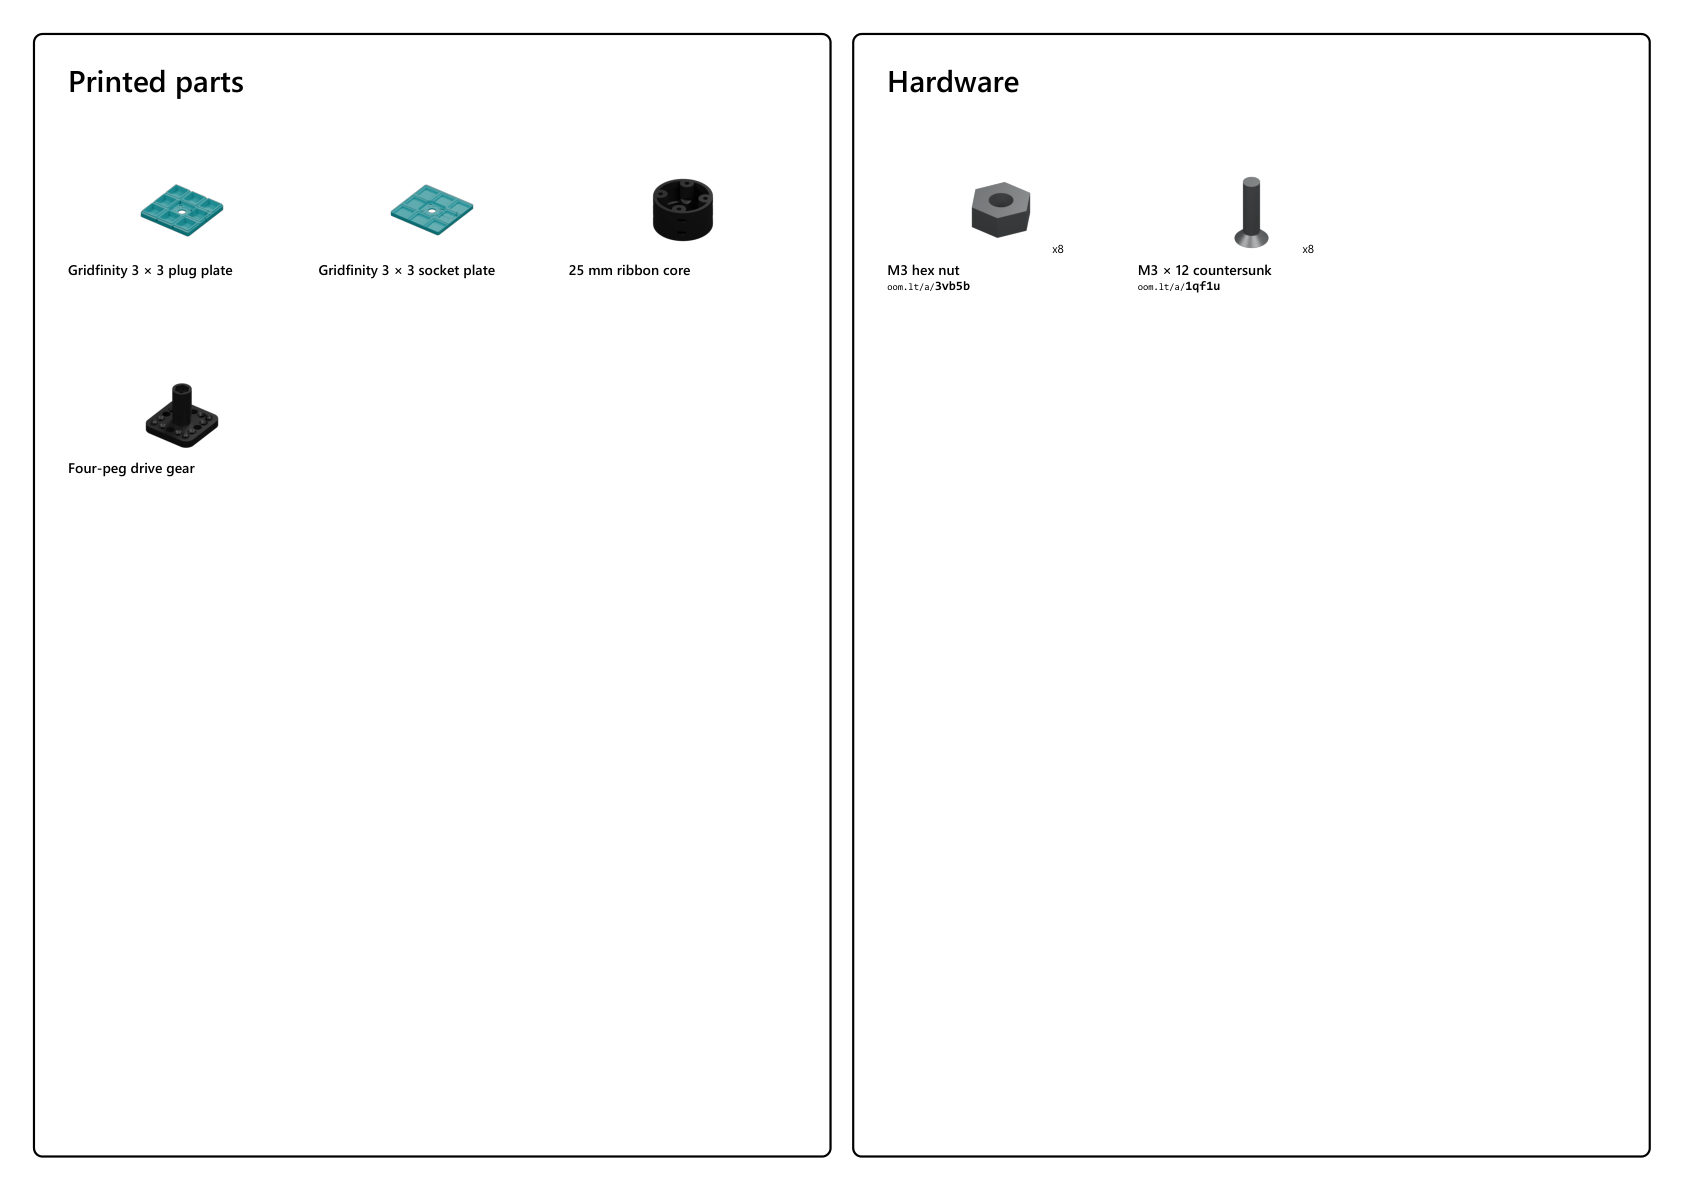 Printed parts
Gridfinity 3 × 3 plug plate
Gridfinity 3 × 3 socket plate
25 mm ribbon core
Four-peg drive gear
Hardware
x8
M3 hex nut
oom.lt/a/3vb5b
x8
M3 × 12 countersunk
oom.lt/a/1qf1u